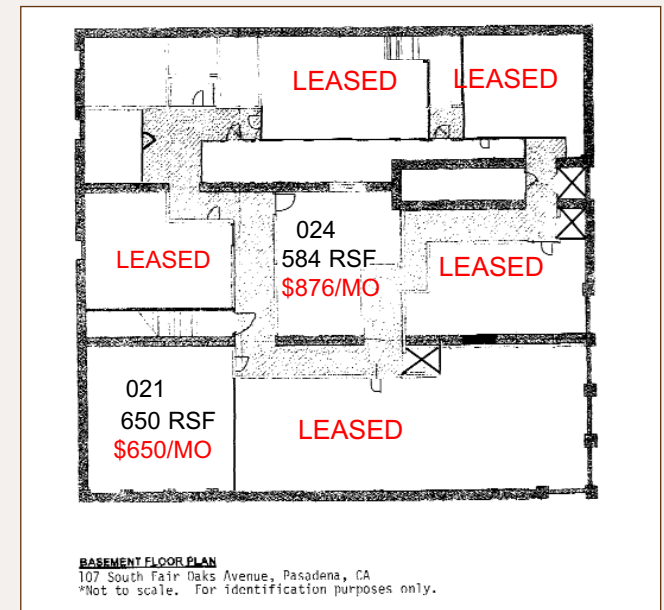 LEASED
LEASED
024
584 RSF
$876/MO
LEASED
LEASED
021
650 RSF
$650/MO
LEASED
BASEMENT FLOOR PLAN
107 South Fair Oaks Avenue, Pasadena, CA
*Not to scale. For identification purposes only.